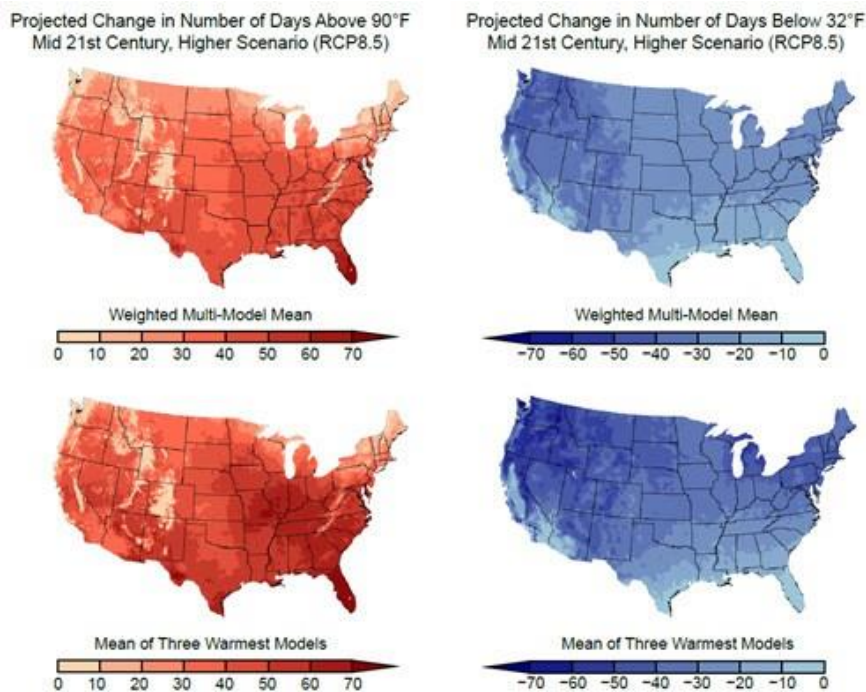 Projected Change in Number of Days Above 90°F
Mid 21st Century, Higher Scenario (RCP8.5)
Projected Change in Number of Days Below 32°F
Mid 21st Century, Higher Scenario (RCP8.5)
Weighted Multi-Model Mean
0 10 20 30 40 50 60 70
Weighted Multi-Model Mean
−70 −60 −50 −40 −30 −20 −10 0
Mean of Three Warmest Models
0 10 20 30 40 50 60 70
Mean of Three Warmest Models
−70 −60 −50 −40 −30 −20 −10 0